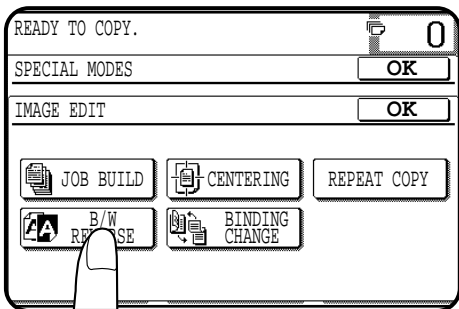 READY TO COPY.
0
SPECIAL MODES
OK
IMAGE EDIT
OK
JOB BUILD
CENTERING
REPEAT COPY
B/W
REVERSE
BINDING
CHANGE